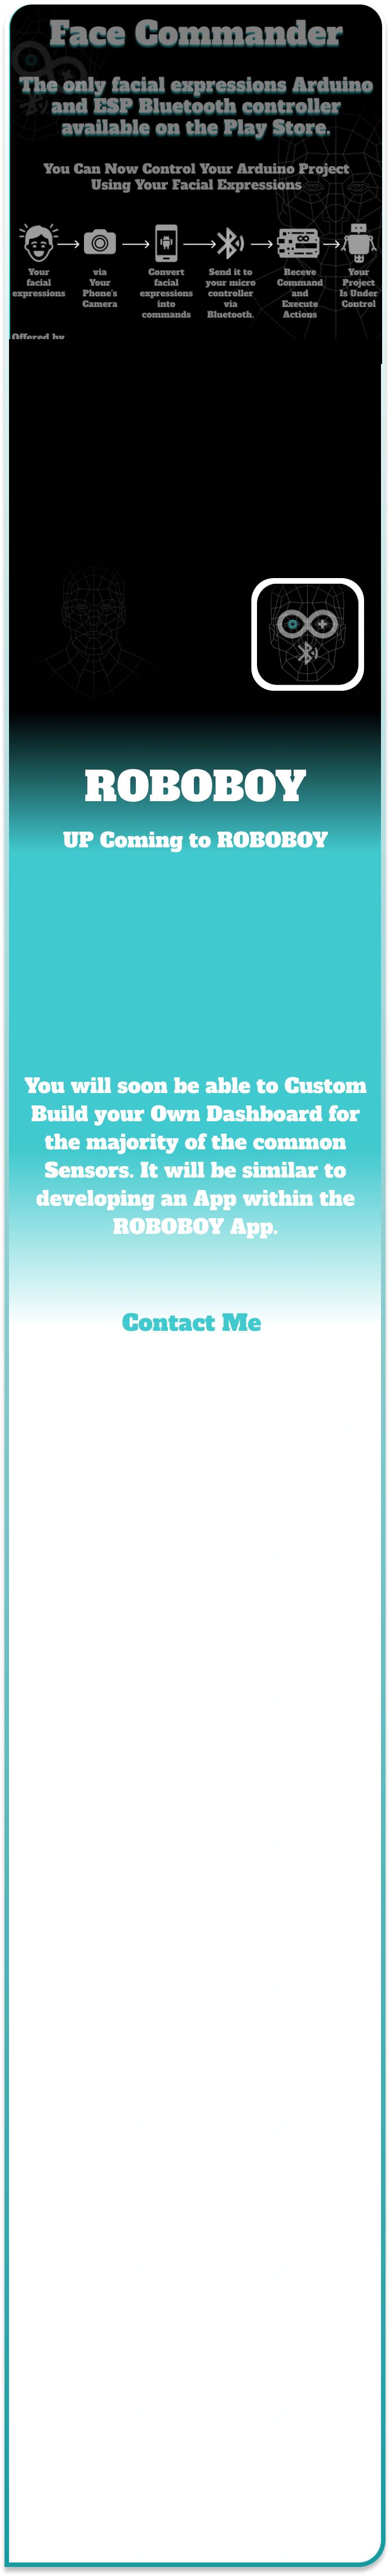 Face Commander
The only facial expressions Arduino
and ESP Bluetooth controller
available on the Play Store.
You Can Now Control Your Arduino Project
Using Your Facial Expressions
Your
facial
expressions
via
Your
Phone's
Camera
Convert
facial
expressions
into
commands
Send it to
your micro
controller
via
Bluetooth.
Receve
Command
and
Execute
Actions
Your
Project
Is Under
Control
Offered by
ROBOBOY
UP Coming to ROBOBOY
You will soon be able to Custom
Build your Own Dashboard for
the majority of the common
Sensors. It will be similar to
developing an App within the
ROBOBOY App.
Contact Me